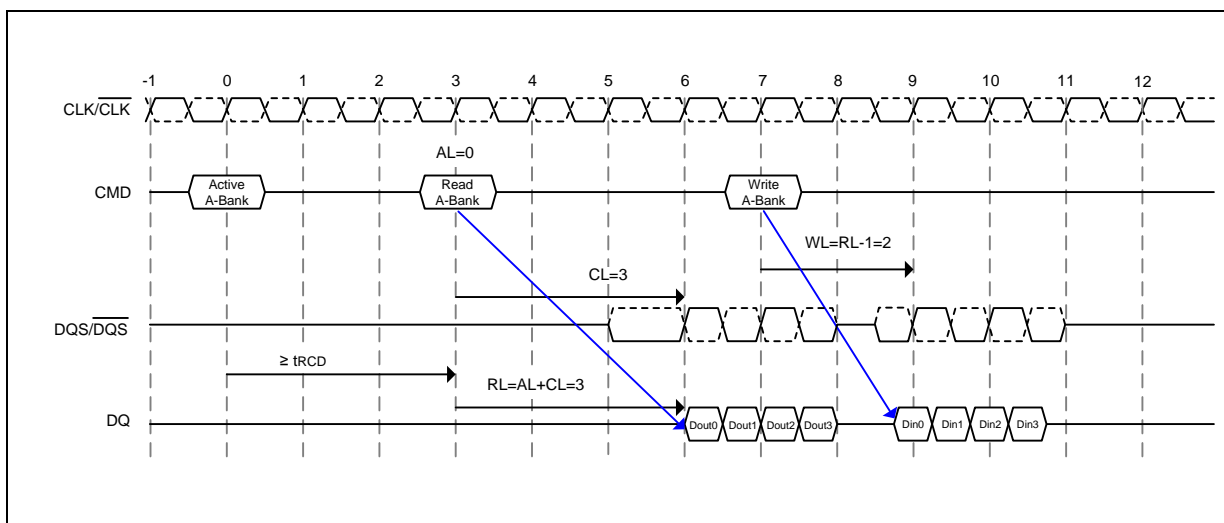 -1 0 1 2 3 4 5 6 7 8 9 10 11 12
CLK/C̅L̅K̅
AL=0
CMD
Active
A-Bank
Read
A-Bank
Write
A-Bank
WL=RL-1=2
CL=3
DQS/D̅Q̅S̅
≥ tRCD
RL=AL+CL=3
DQ
Dout0 Dout1 Dout2 Dout3 Din0 Din1 Din2 Din3